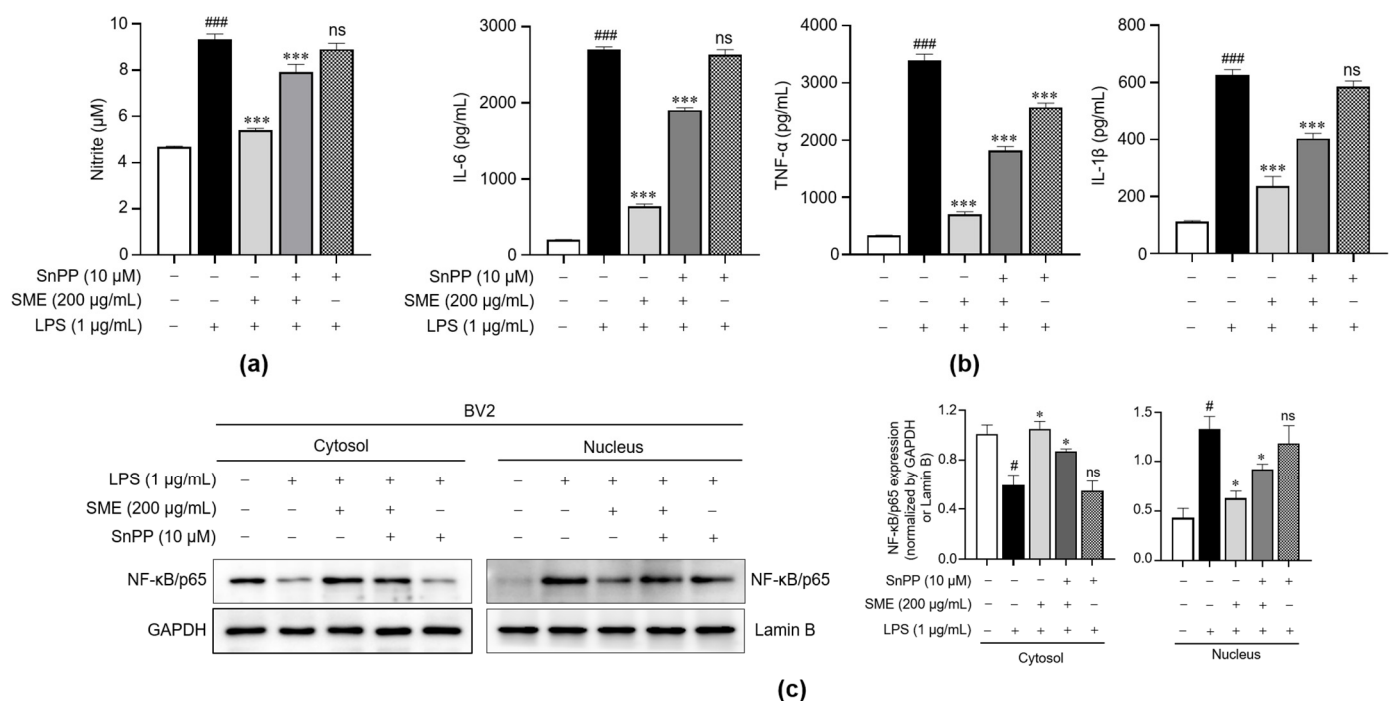 10
8
6
4
2
0
Nitrite (μM)
###
***
***
ns
3000
2000
1000
0
IL-6 (pg/mL)
###
***
***
ns
4000
3000
2000
1000
0
TNF-α (pg/mL)
###
***
***
***
800
600
400
200
0
IL-1β (pg/mL)
###
***
***
ns
SnPP (10 μM) − − − + + SnPP (10 μM) − − − + + − − − + + − − − + +
SME (200 μg/mL) − − + + − SME (200 μg/mL) − − + + − − − + + − − − + + −
LPS (1 μg/mL) − + + + + LPS (1 μg/mL) − + + + + − + + + + − + + + +
(a) (b)
BV2
Cytosol Nucleus
LPS (1 μg/mL) − + + + + − + + + +
SME (200 μg/mL) − − + + − − − + + −
SnPP (10 μM) − − − + + − − − + +
NF-κB/p65 NF-κB/p65
GAPDH Lamin B
NF-κB/p65 expression
(normalized by GAPDH
or Lamin B)
1.2
0.9
0.6
0.4
0.0
#
*
*
ns
1.5
1.0
0.5
0.0
#
*
*
ns
SnPP (10 μM) − − − + + − − − + +
SME (200 μg/mL) − − + + − − − + + −
LPS (1 μg/mL) − + + + + − + + + +
Cytosol Nucleus
(c)